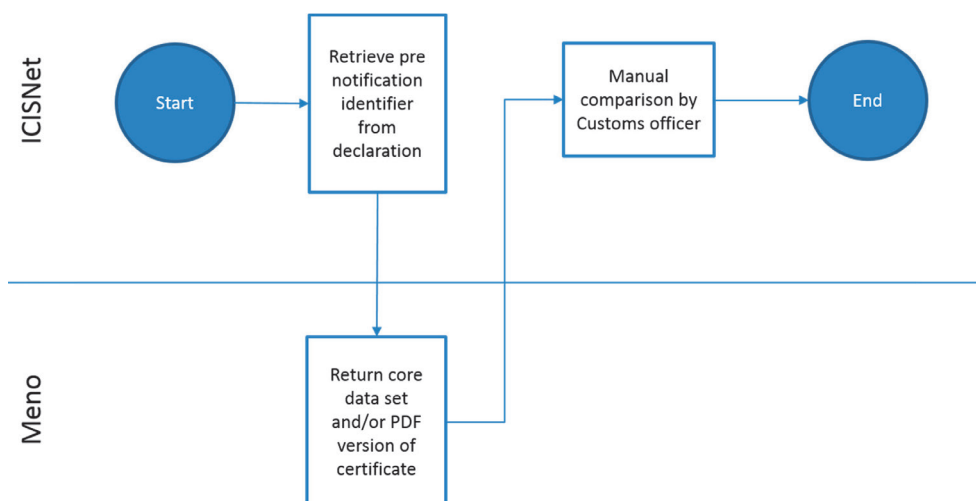 ICISNet
Start
Retrieve pre
notification
identifier
from
declaration
Manual
comparison by
Customs officer
End
Meno
Return core
data set
and/or PDF
version of
certificate